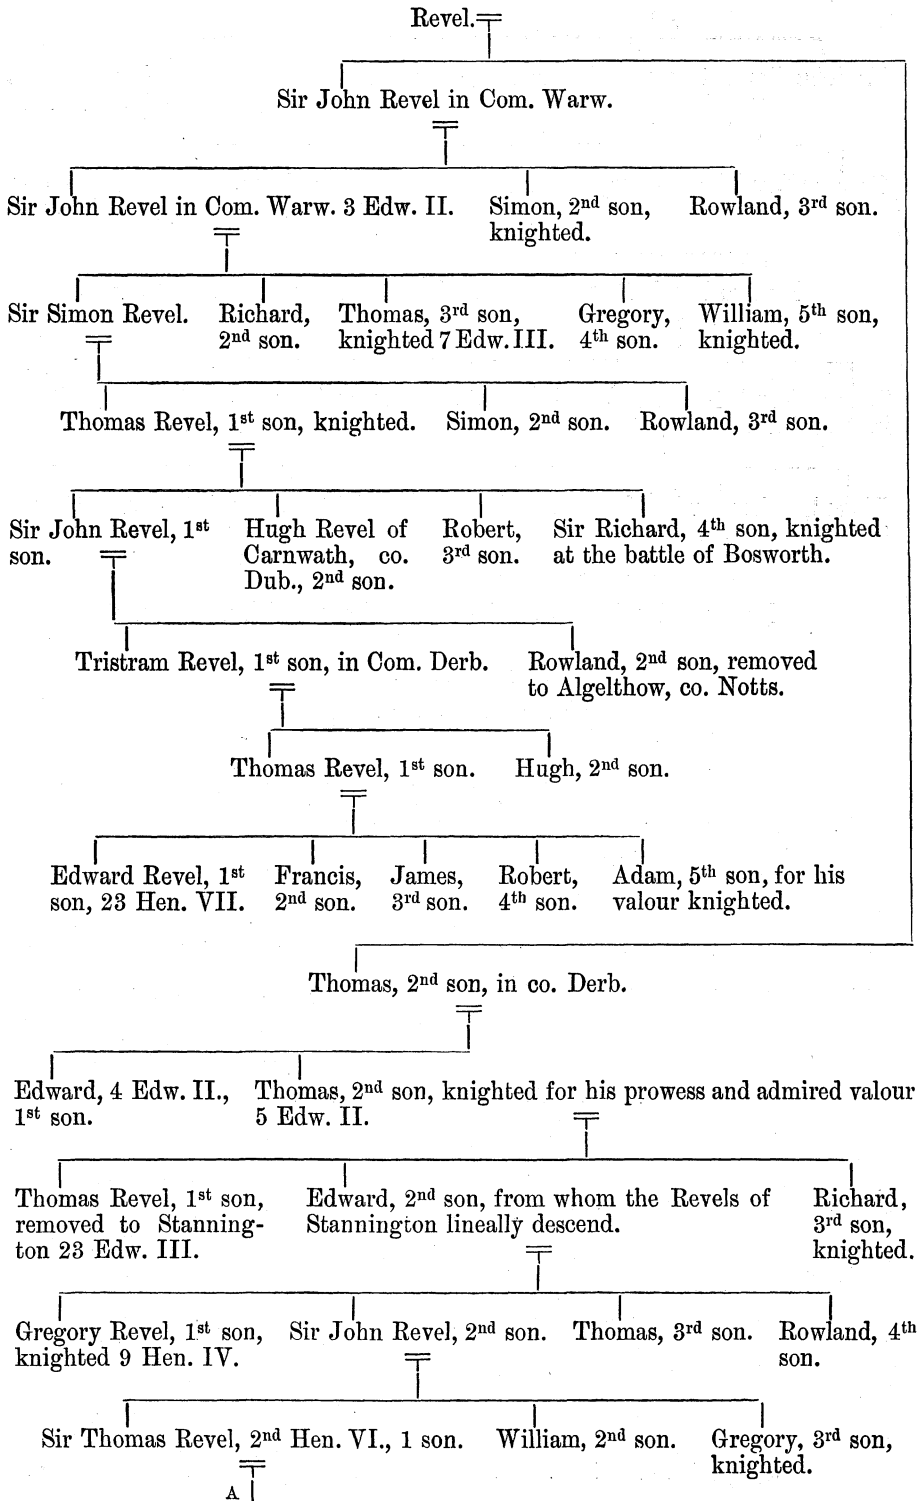 Revel.
Sir John Revel in Com. Warw.
Sir John Revel in Com. Warw. 3 Edw. II.
Simon, 2nd son,
knighted.
Rowland, 3rd son.
Sir Simon Revel.
Richard,
2nd son.
Thomas, 3rd son,
knighted 7 Edw. III.
Gregory,
4th son.
William, 5th son,
knighted.
Thomas Revel, 1st son, knighted.
Simon, 2nd son.
Rowland, 3rd son.
Sir John Revel, 1st
son.
Hugh Revel of
Carnwath, co.
Dub., 2nd son.
Robert,
3rd son.
Sir Richard, 4th son, knighted
at the battle of Bosworth.
Tristram Revel, 1st son, in Com. Derb.
Rowland, 2nd son, removed
to Algelthow, co. Notts.
Thomas Revel, 1st son.
Hugh, 2nd son.
Edward Revel, 1st
son, 23 Hen. VII.
Francis,
2nd son.
James,
3rd son.
Robert,
4th son.
Adam, 5th son, for his
valour knighted.
Thomas, 2nd son, in co. Derb.
Edward, 4 Edw. II.,
1st son.
Thomas, 2nd son, knighted for his prowess and admired valour
5 Edw. II.
Thomas Revel, 1st son,
removed to Stanning-
ton 23 Edw. III.
Edward, 2nd son, from whom the Revels of
Stannington lineally descend.
Richard,
3rd son,
knighted.
Gregory Revel, 1st son,
knighted 9 Hen. IV.
Sir John Revel, 2nd son.
Thomas, 3rd son.
Rowland, 4th
son.
Sir Thomas Revel, 2nd Hen. VI., 1 son.
William, 2nd son.
Gregory, 3rd son,
knighted.
A